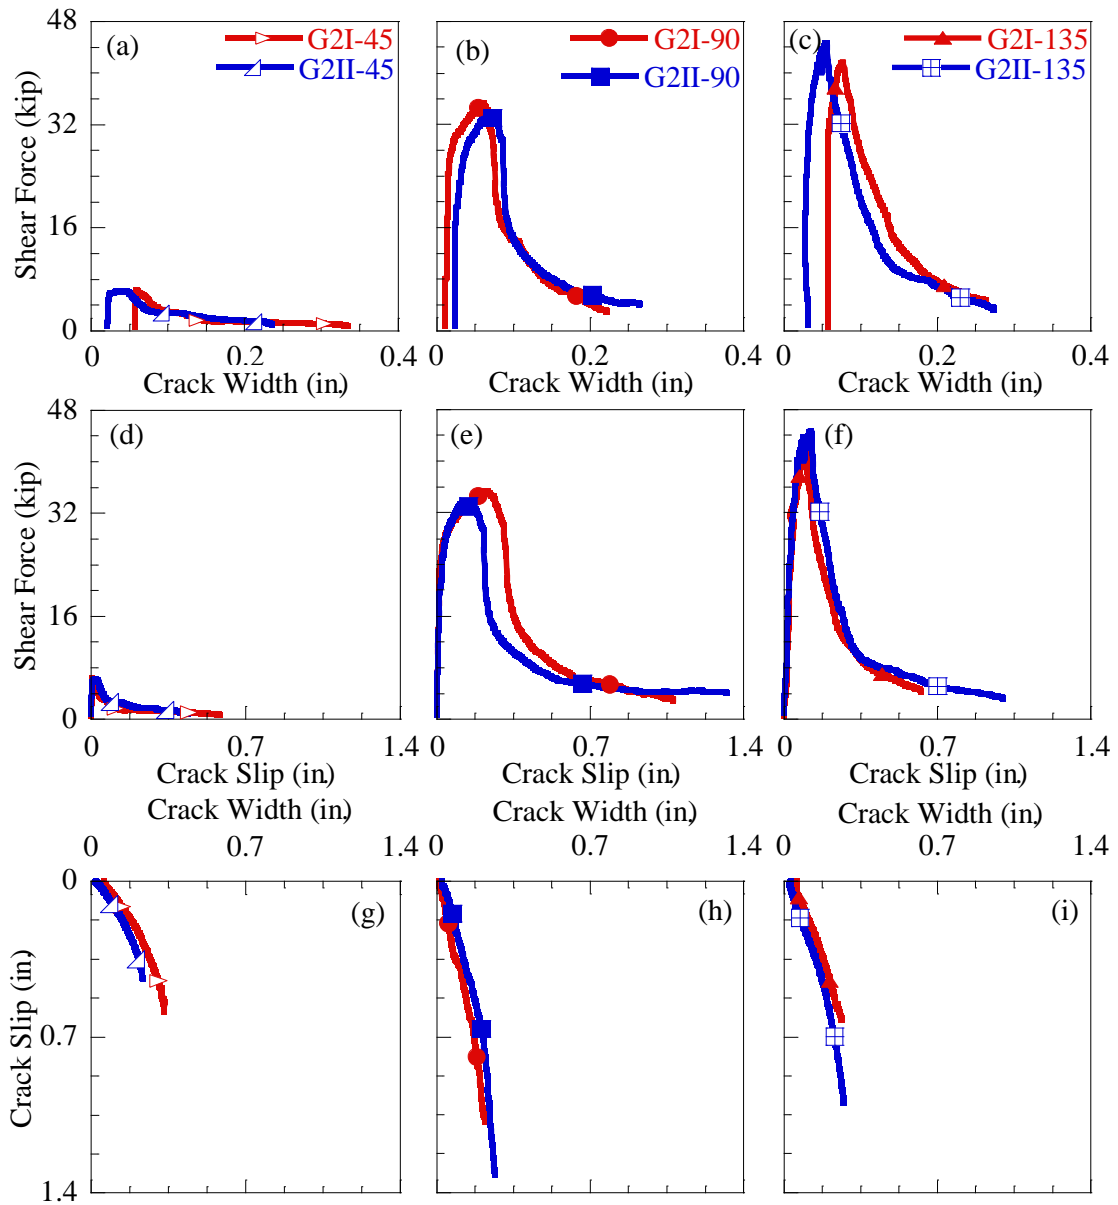 48
32
16
0
Shear Force (kip)
(a)
G2I-45
G2II-45
(b)
G2I-90
G2II-90
(c)
G2I-135
G2II-135
0 0.2 0.4
0 0.2
0 0.2 0.4
Crack Width (in.)
Crack Width (in.)
Crack Width (in.)
48
32
16
0
Shear Force (kip)
(d)
(e)
(f)
0 0.7 1.4
0 0.7
0 0.7 1.4
Crack Slip (in.)
Crack Slip (in.)
Crack Slip (in.)
Crack Width (in.)
Crack Width (in.)
Crack Width (in.)
0 0.7 1.4
0 0.7 1.4
0 0.7 1.4
0
0.7
1.4
Crack Slip (in)
(g)
(h)
(i)